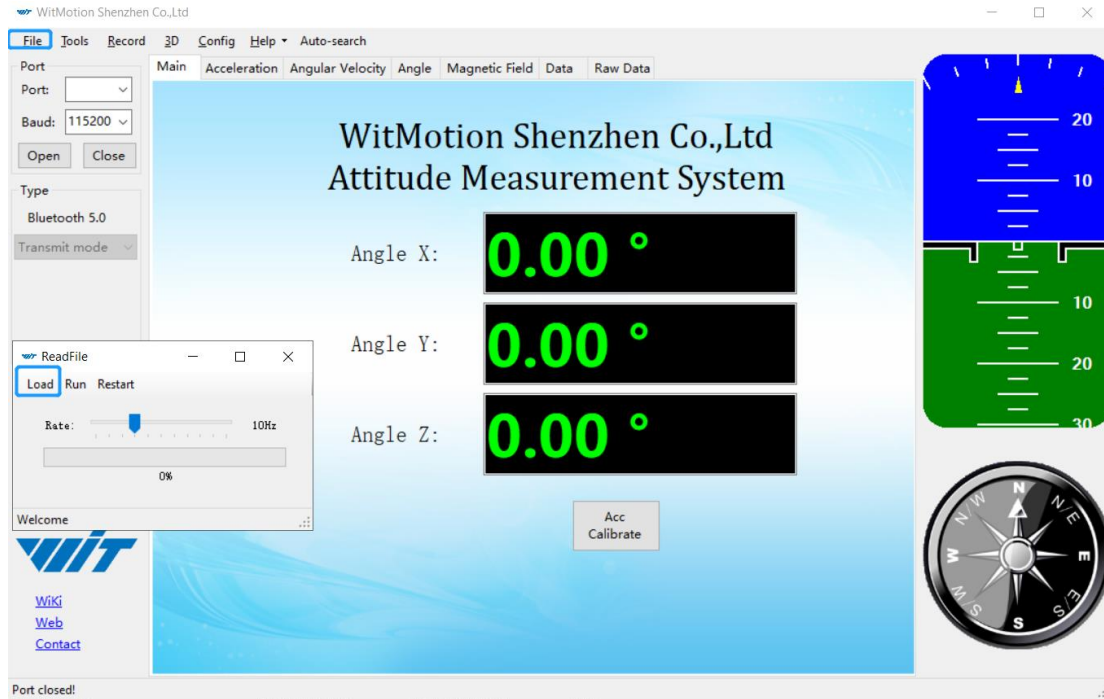 WitMotion Shenzhen Co.,Ltd
File Tools Record 3D Config Help Auto-search
Port
Port:
Baud: 115200
Open Close
Type
Bluetooth 5.0
Transmit mode
Main Acceleration Angular Velocity Angle Magnetic Field Data Raw Data
WitMotion Shenzhen Co.,Ltd
Attitude Measurement System
Angle X: 0.00 °
Angle Y: 0.00 °
Angle Z: 0.00 °
Acc
Calibrate
ReadFile
Load Run Restart
Rate: 10Hz
0%
Welcome
WIT
WiKi
Web
Contact
20
10
10
20
30
N
N/E
E
E/S
S
W/S
W
N/W
Port closed!